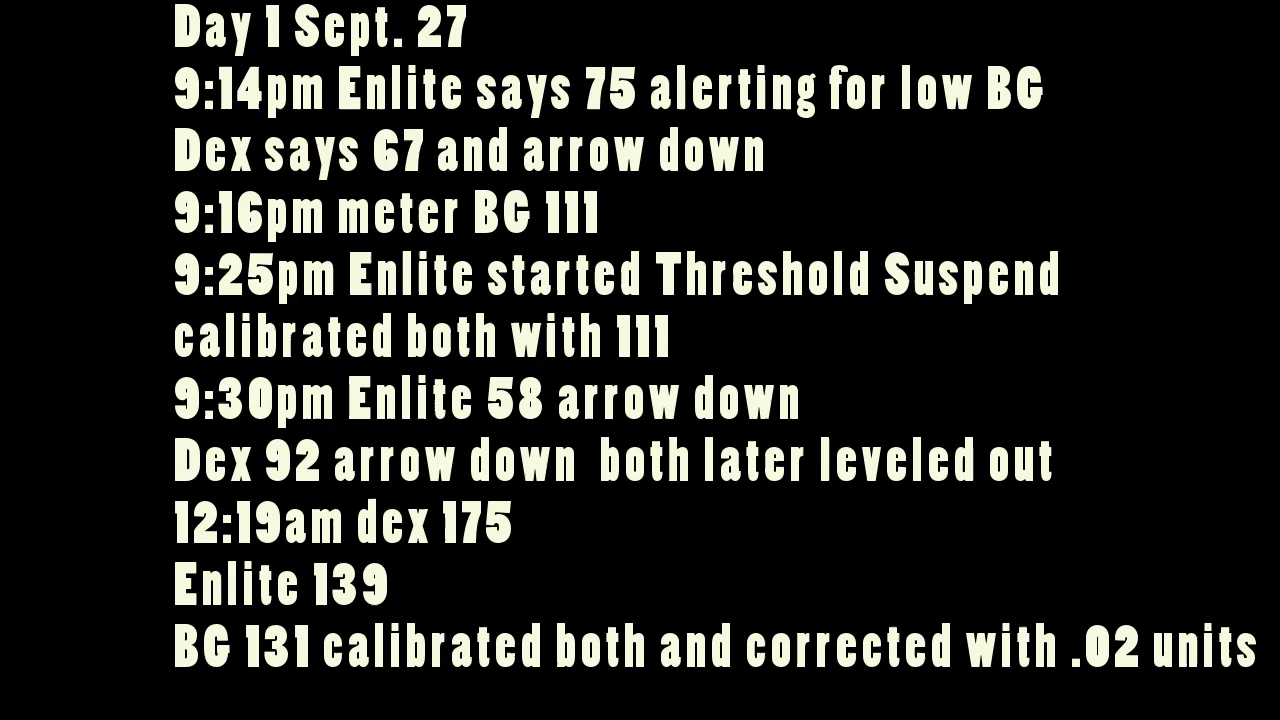 Day 1 Sept. 27
9:14pm Enlite says 75 alerting for low BG
Dex says 67 and arrow down
9:16pm meter BG 111
9:25pm Enlite started Threshold Suspend
calibrated both with 111
9:30pm Enlite 58 arrow down
Dex 92 arrow down  both later leveled out
12:19am dex 175
Enlite 139
BG 131 calibrated both and corrected with .02 units